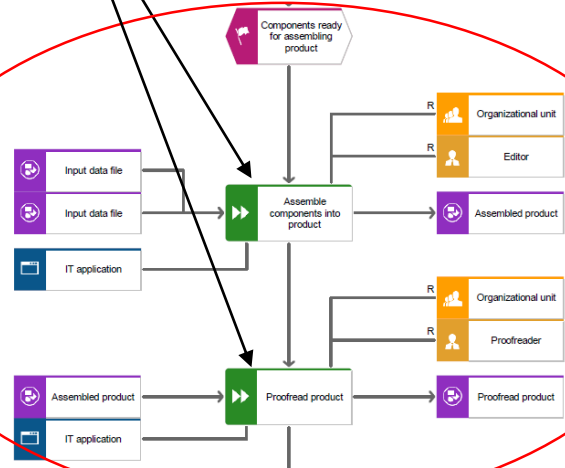 Components ready
for assembling
product
R
Organizational unit
R
Editor
Input data file
Input data file
Assemble
components into
product
Assembled product
IT application
R
Organizational unit
R
Proofreader
Assembled product
Proofread product
Proofread product
IT application